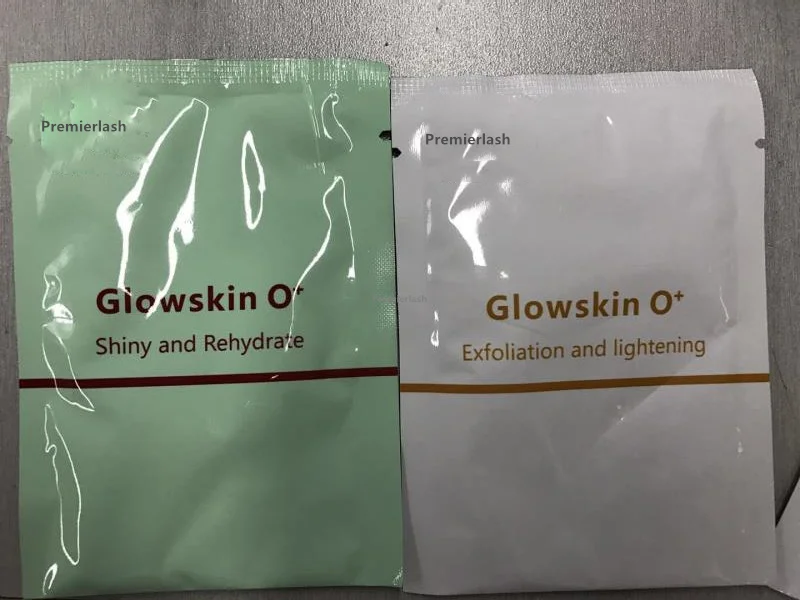 Premierlash
Glowskin O+
Shiny and Rehydrate
Premierlash
Glowskin O+
Exfoliation and lightening